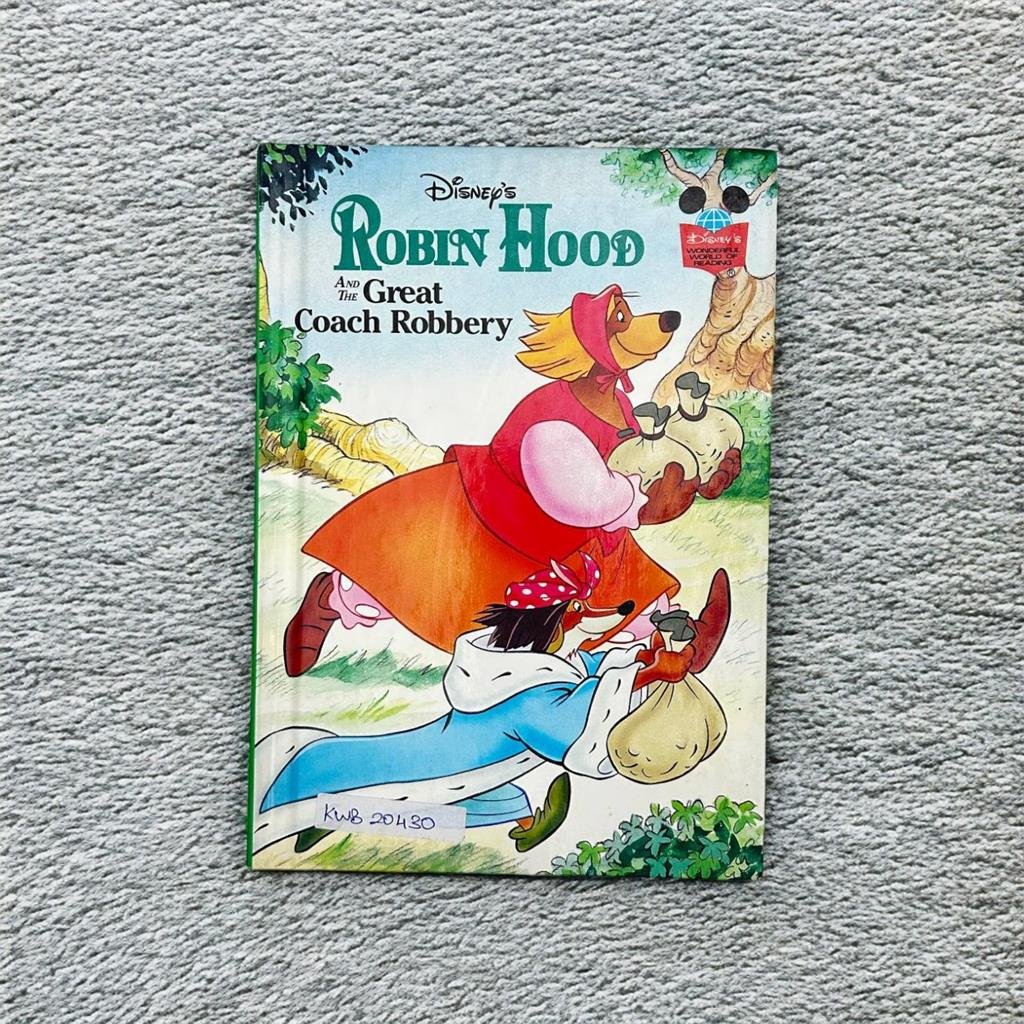 Disney's
Robin Hood
And The Great
Coach Robbery
Disney's
WONDERFUL
WORLD OF
READING
KWB 20430